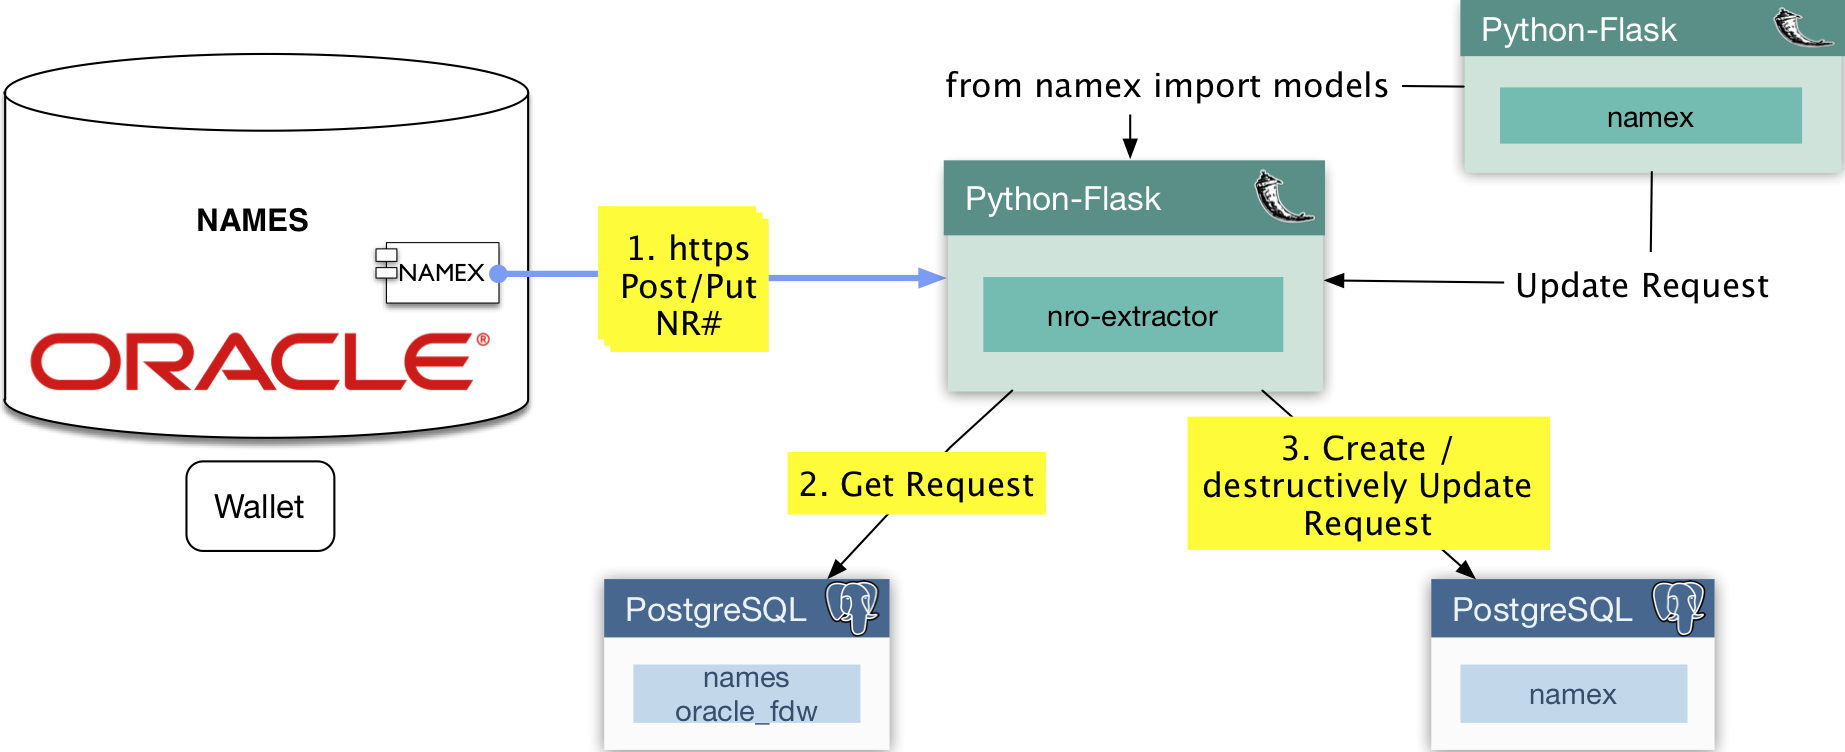 Python-Flask
namex
from namex import models
Python-Flask
nro-extractor
Update Request
NAMES
NAMEX
ORACLE®
1. https
Post/Put
NR#
Wallet
2. Get Request
3. Create /
destructively Update
Request
PostgreSQL
names
oracle_fdw
PostgreSQL
namex